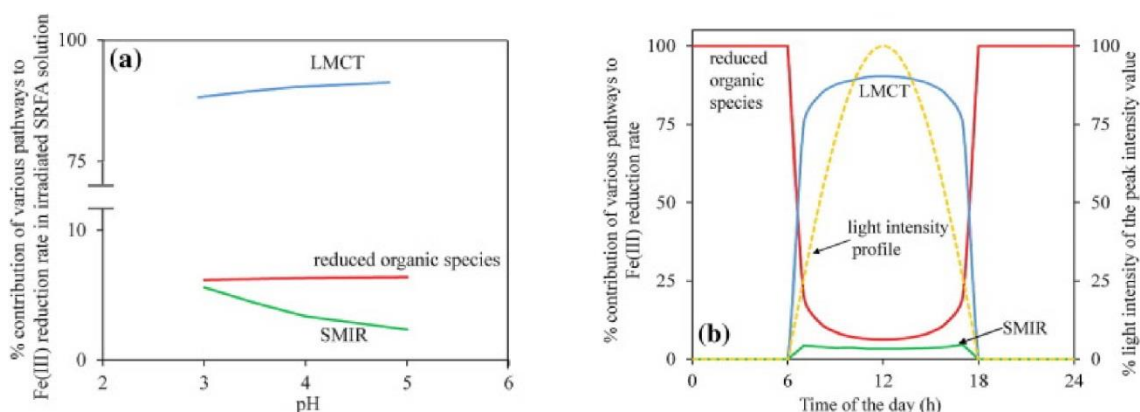 % contribution of various pathways to
Fe(III) reduction rate in irradiated SRFA solution
100
75
10
0
(a)
LMCT
reduced organic species
SMIR
2
3
4
5
6
pH
% contribution of various pathways to
Fe(III) reduction rate
100
75
50
25
0
reduced
organic
species
LMCT
light intensity
profile
(b)
SMIR
0
6
12
18
24
Time of the day (h)
100
75
50
25
0
% light intensity of the peak intensity value